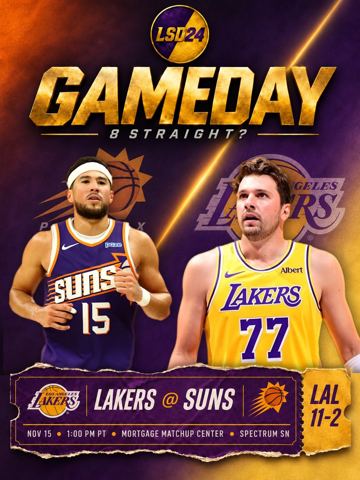 LSD24
GAMEDAY
8 STRAIGHT?
SUNS
15
Albert
LAKERS
77
LOS ANGELES
LAKERS
LAKERS @ SUNS
LAL
11-2
NOV 15 • 1:00 PM PT • MORTGAGE MATCHUP CENTER • SPECTRUM SN